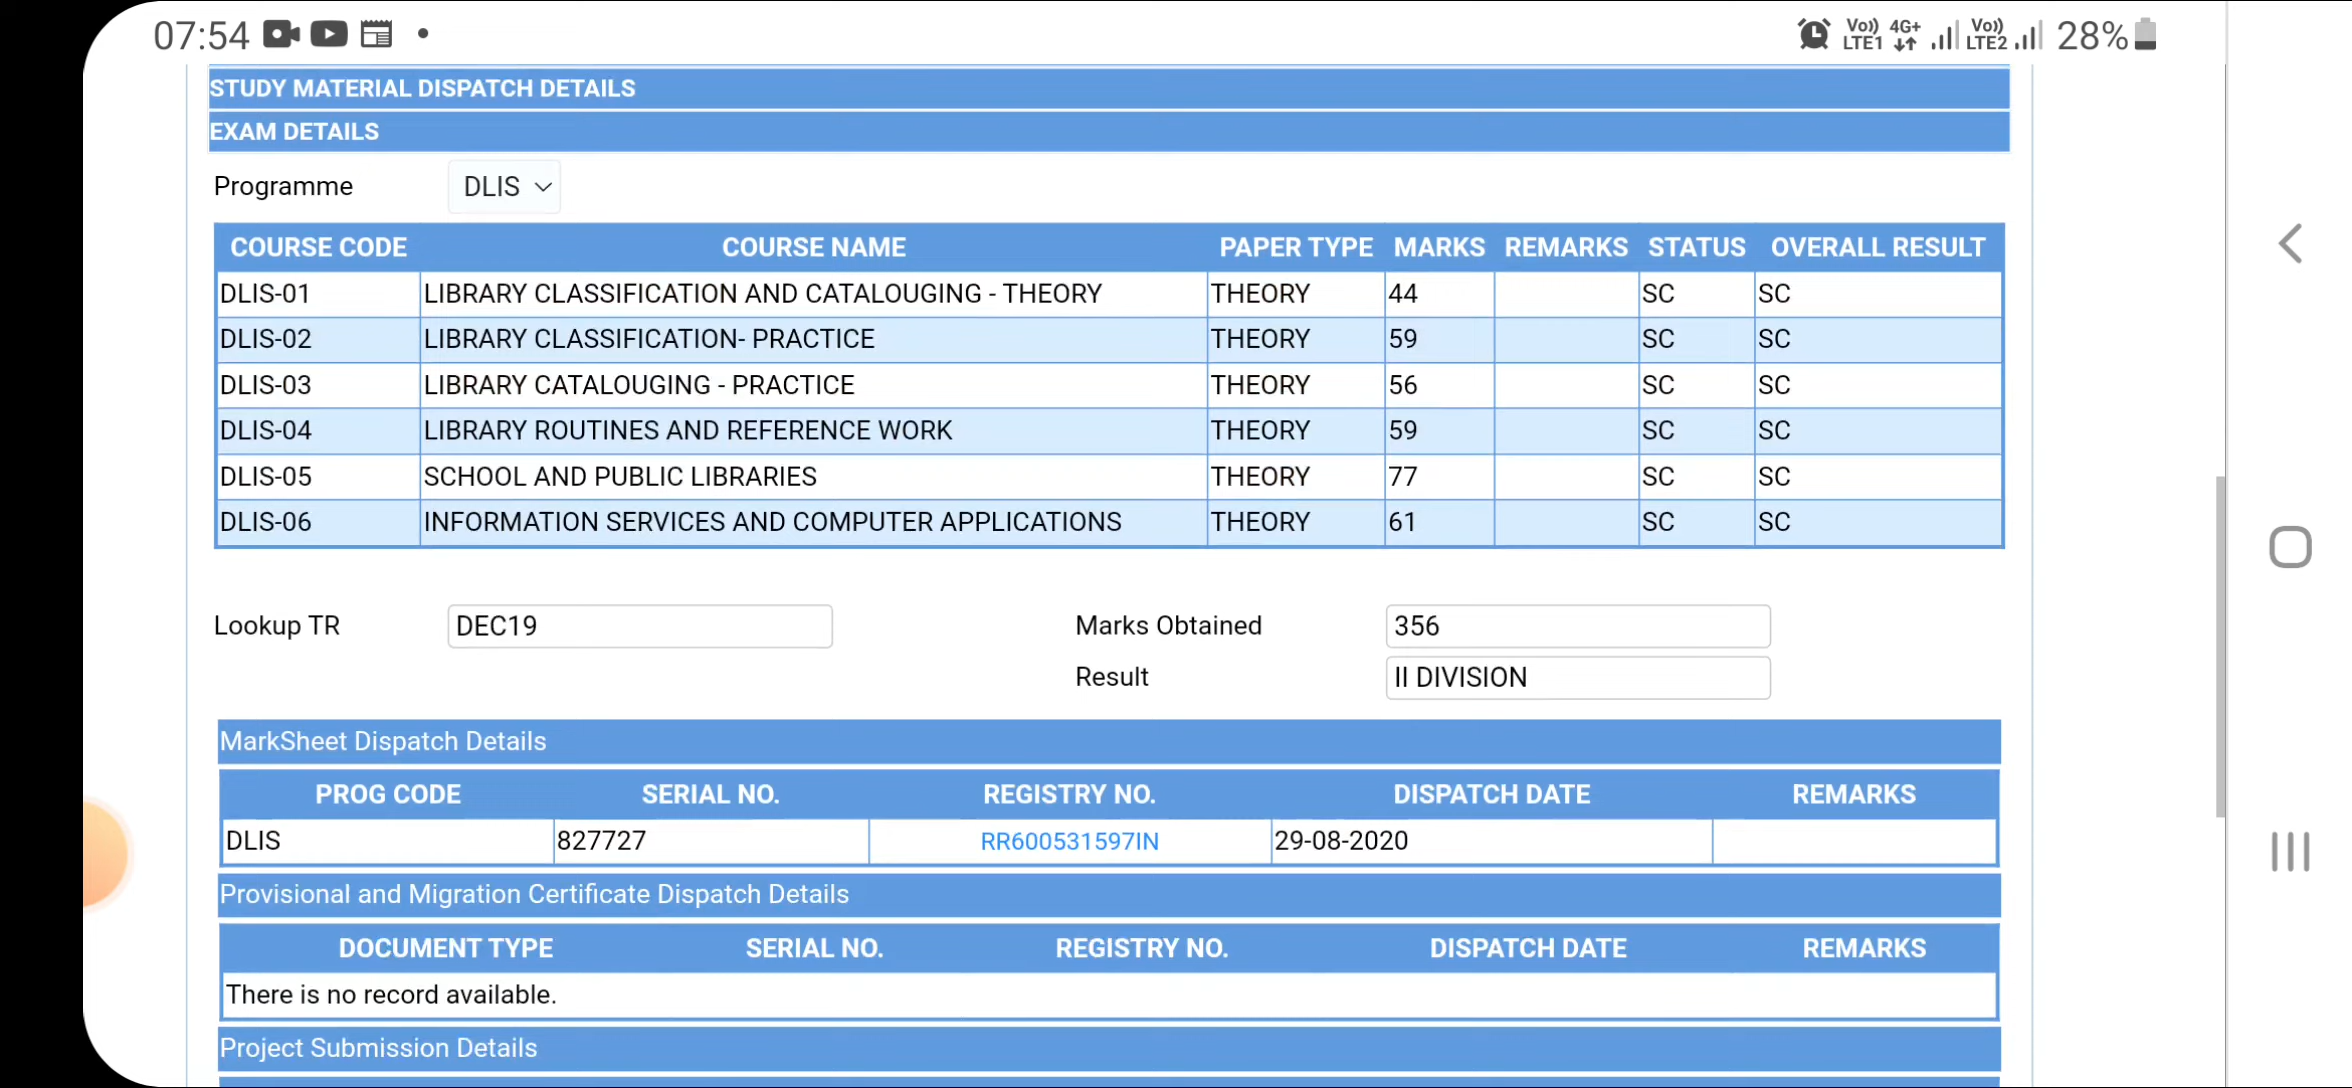 07:54
Vo)) LTE1 4G+ Vo)) LTE2 28%
STUDY MATERIAL DISPATCH DETAILS
EXAM DETAILS
Programme DLIS
COURSE CODE COURSE NAME PAPER TYPE MARKS REMARKS STATUS OVERALL RESULT
DLIS-01 LIBRARY CLASSIFICATION AND CATALOUGING - THEORY THEORY 44 SC SC
DLIS-02 LIBRARY CLASSIFICATION- PRACTICE THEORY 59 SC SC
DLIS-03 LIBRARY CATALOUGING - PRACTICE THEORY 56 SC SC
DLIS-04 LIBRARY ROUTINES AND REFERENCE WORK THEORY 59 SC SC
DLIS-05 SCHOOL AND PUBLIC LIBRARIES THEORY 77 SC SC
DLIS-06 INFORMATION SERVICES AND COMPUTER APPLICATIONS THEORY 61 SC SC
Lookup TR DEC19 Marks Obtained 356
Result II DIVISION
MarkSheet Dispatch Details
PROG CODE SERIAL NO. REGISTRY NO. DISPATCH DATE REMARKS
DLIS 827727 RR600531597IN 29-08-2020
Provisional and Migration Certificate Dispatch Details
DOCUMENT TYPE SERIAL NO. REGISTRY NO. DISPATCH DATE REMARKS
There is no record available.
Project Submission Details